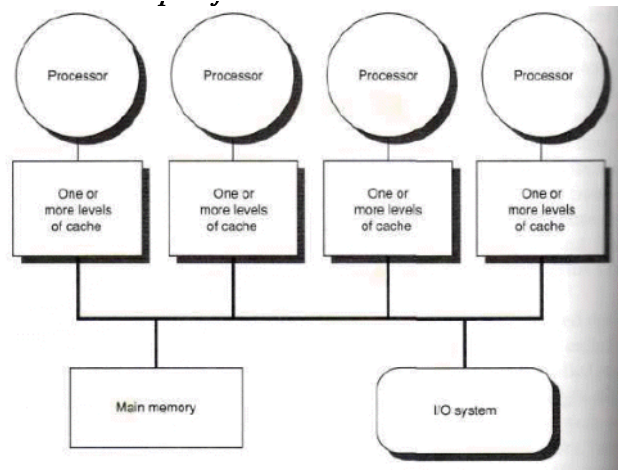 Processor
Processor
Processor
Processor
One or
more levels
of cache
One or
more levels
of cache
One or
more levels
of cache
One or
more levels
of cache
Main memory
I/O system